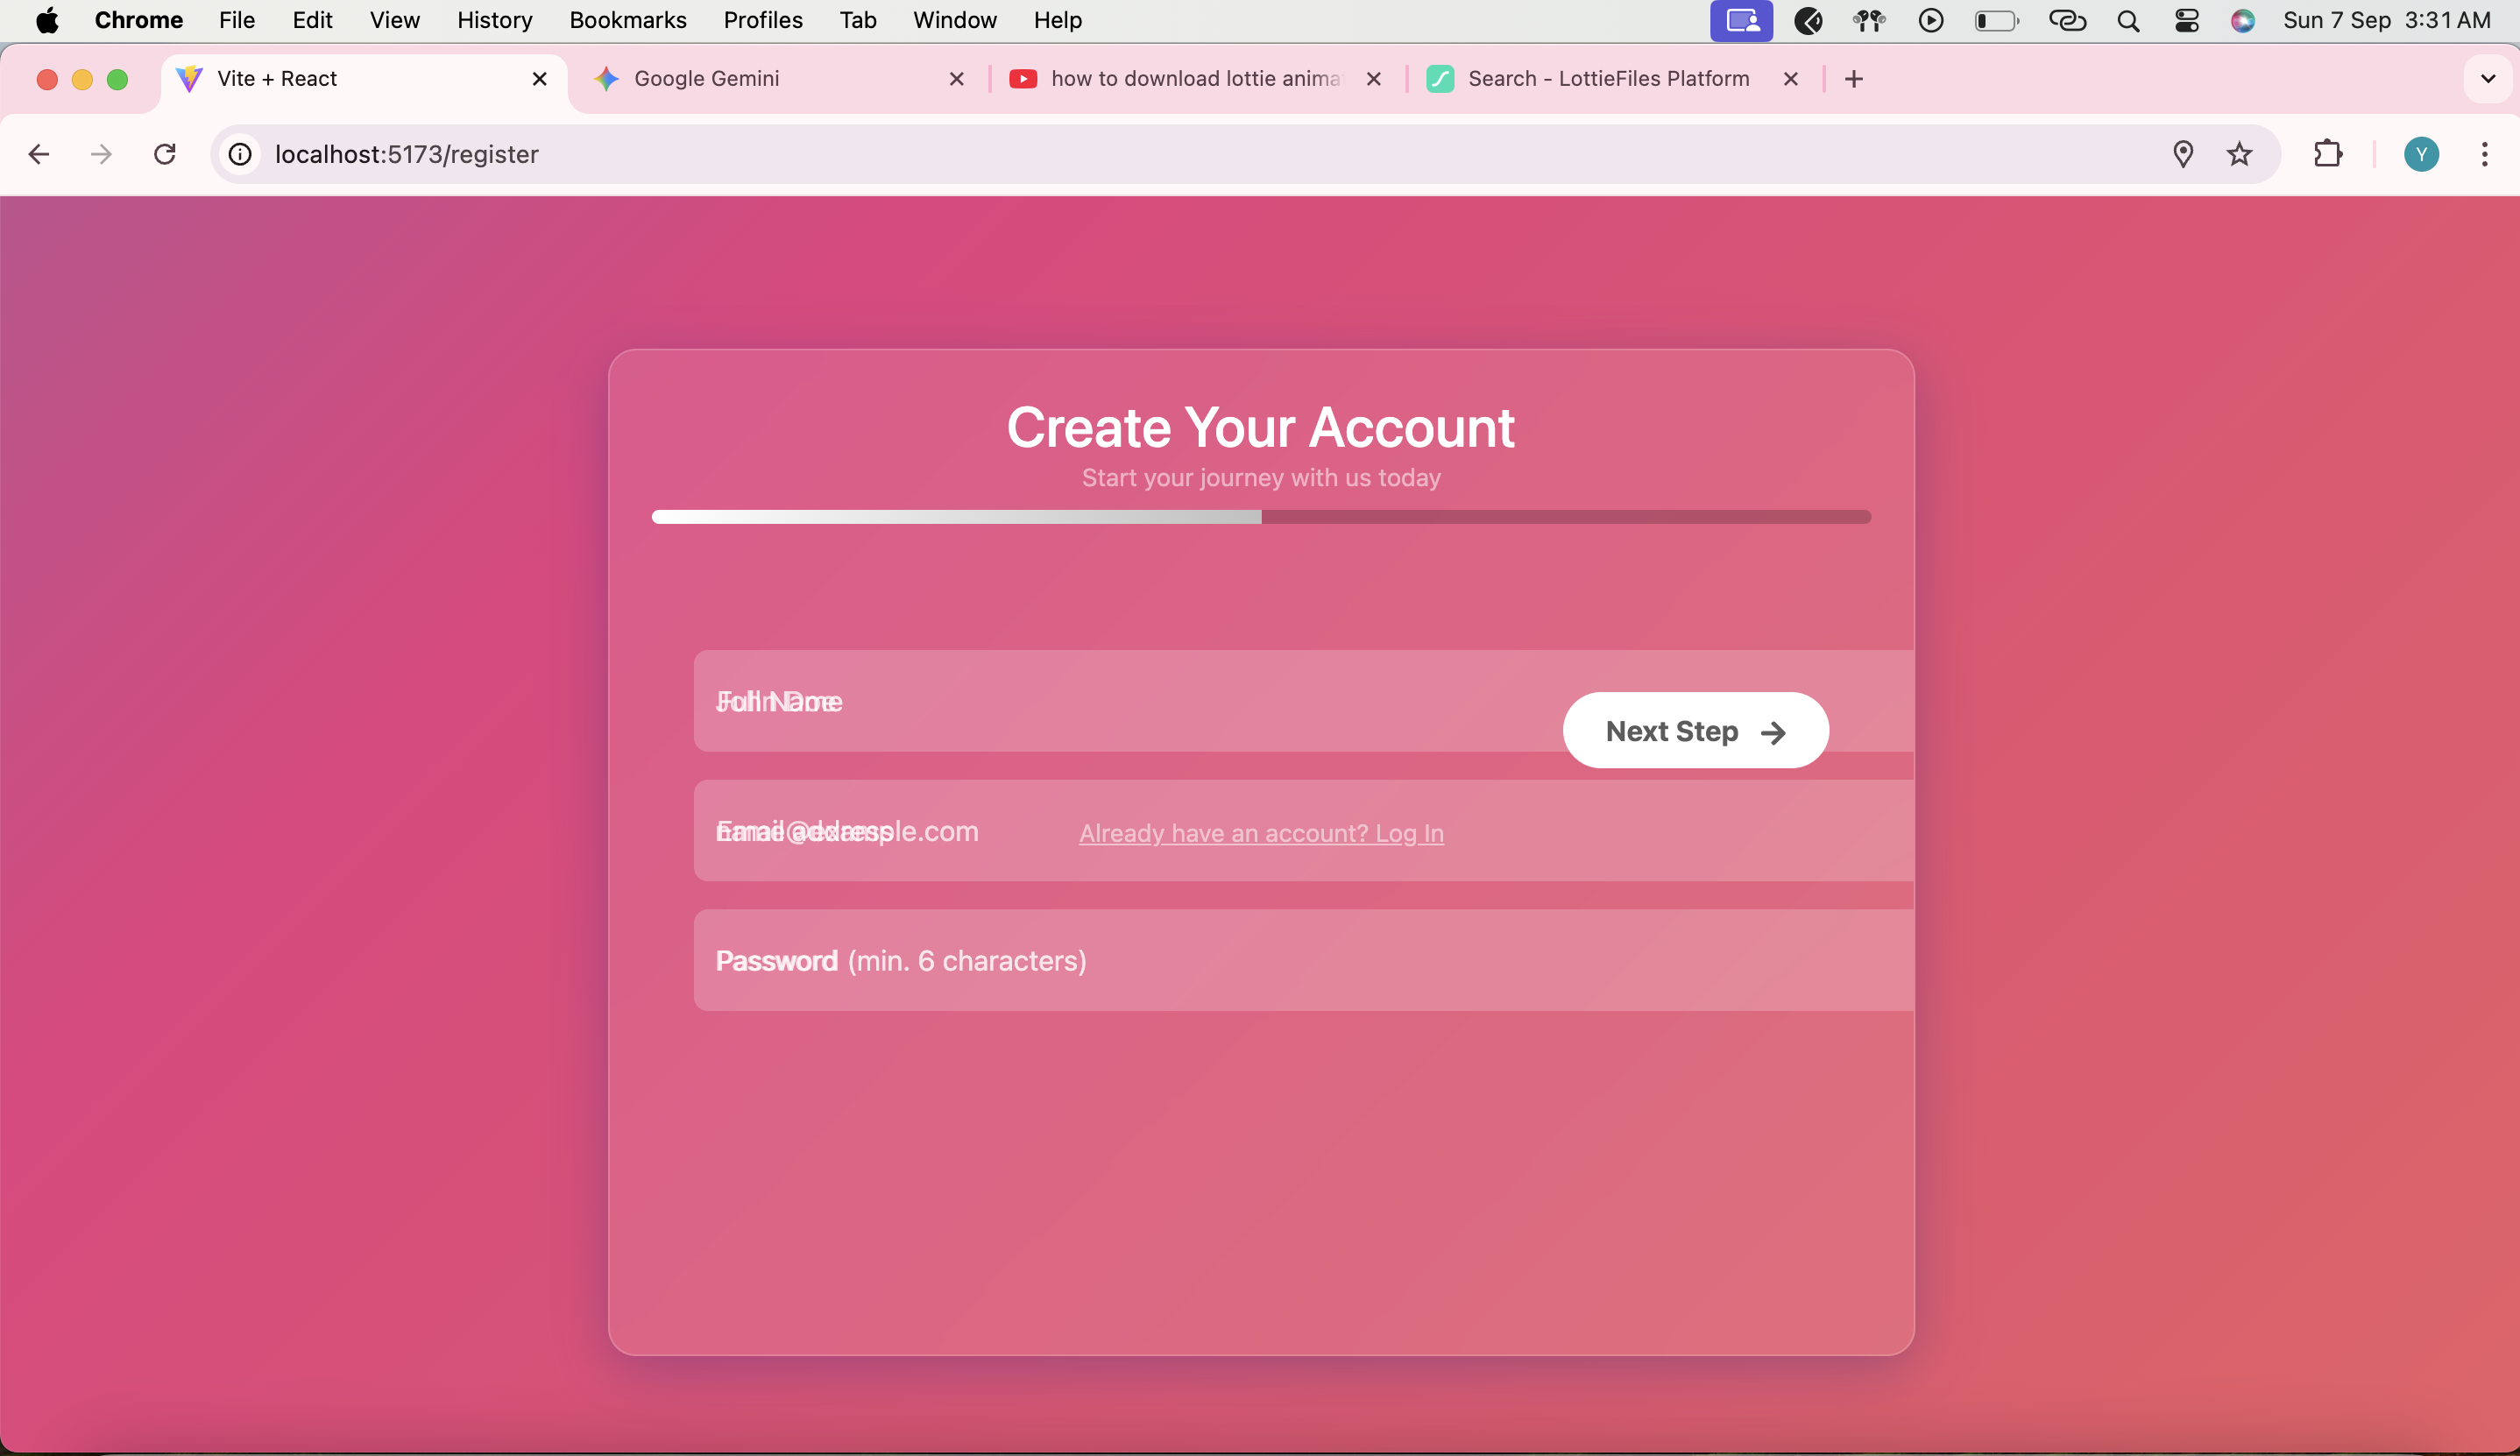 Chrome File Edit View History Bookmarks Profiles Tab Window Help Sun 7 Sep 3:31 AM
Vite + React Google Gemini how to download lottie anima Search - LottieFiles Platform
localhost:5173/register Y
Create Your Account
Start your journey with us today
Full Name
John Doe
Next Step →
Email address
name@example.com
Already have an account? Log In
Password (min. 6 characters)